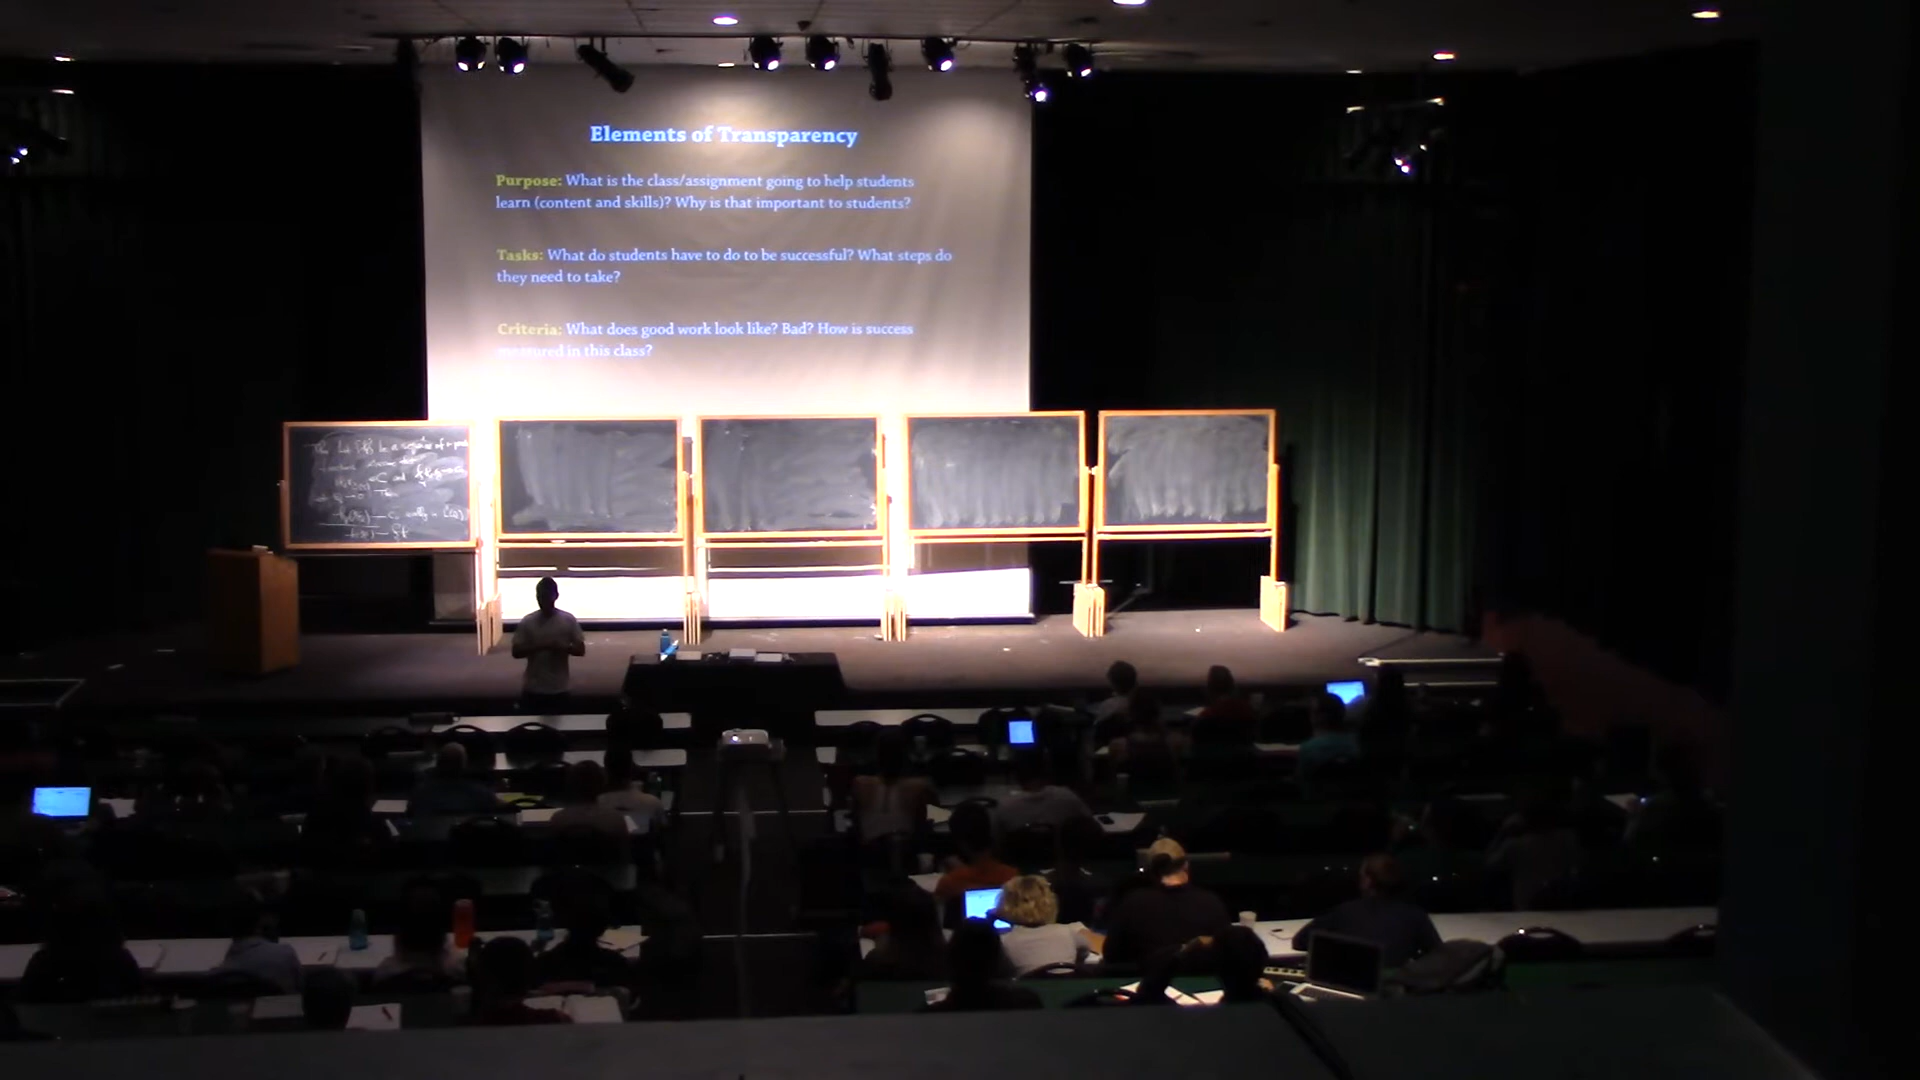 Elements of Transparency
Purpose: What is the class/assignment going to help students
learn (content and skills)? Why is that important to students?
Tasks: What do students have to do to be successful? What steps do
they need to take?
Criteria: What does good work look like? Bad? How is success
measured in this class?